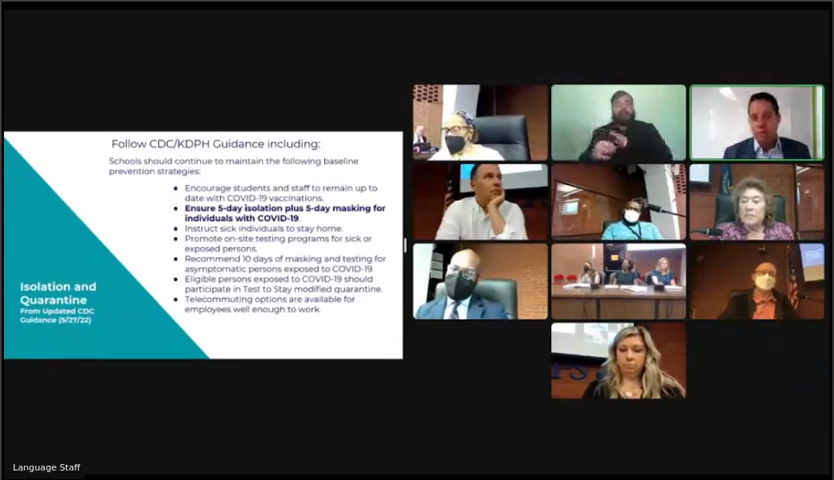 Follow CDC/KDPH Guidance including:
Schools should continue to maintain the following baseline
prevention strategies:
● Encourage students and staff to remain up to
date with COVID-19 vaccinations.
● Ensure 5-day isolation plus 5-day masking for
individuals with COVID-19.
● Instruct sick individuals to stay home.
● Promote on-site testing programs for sick or
exposed persons.
● Recommend 10 days of masking and testing for
asymptomatic persons exposed to COVID-19.
● Eligible persons exposed to COVID-19 should
participate in Test to Stay modified quarantine.
● Telecommuting options are available for
employees well enough to work
Isolation and
Quarantine
From Updated CDC
Guidance (5/27/22)
PS
Language Staff